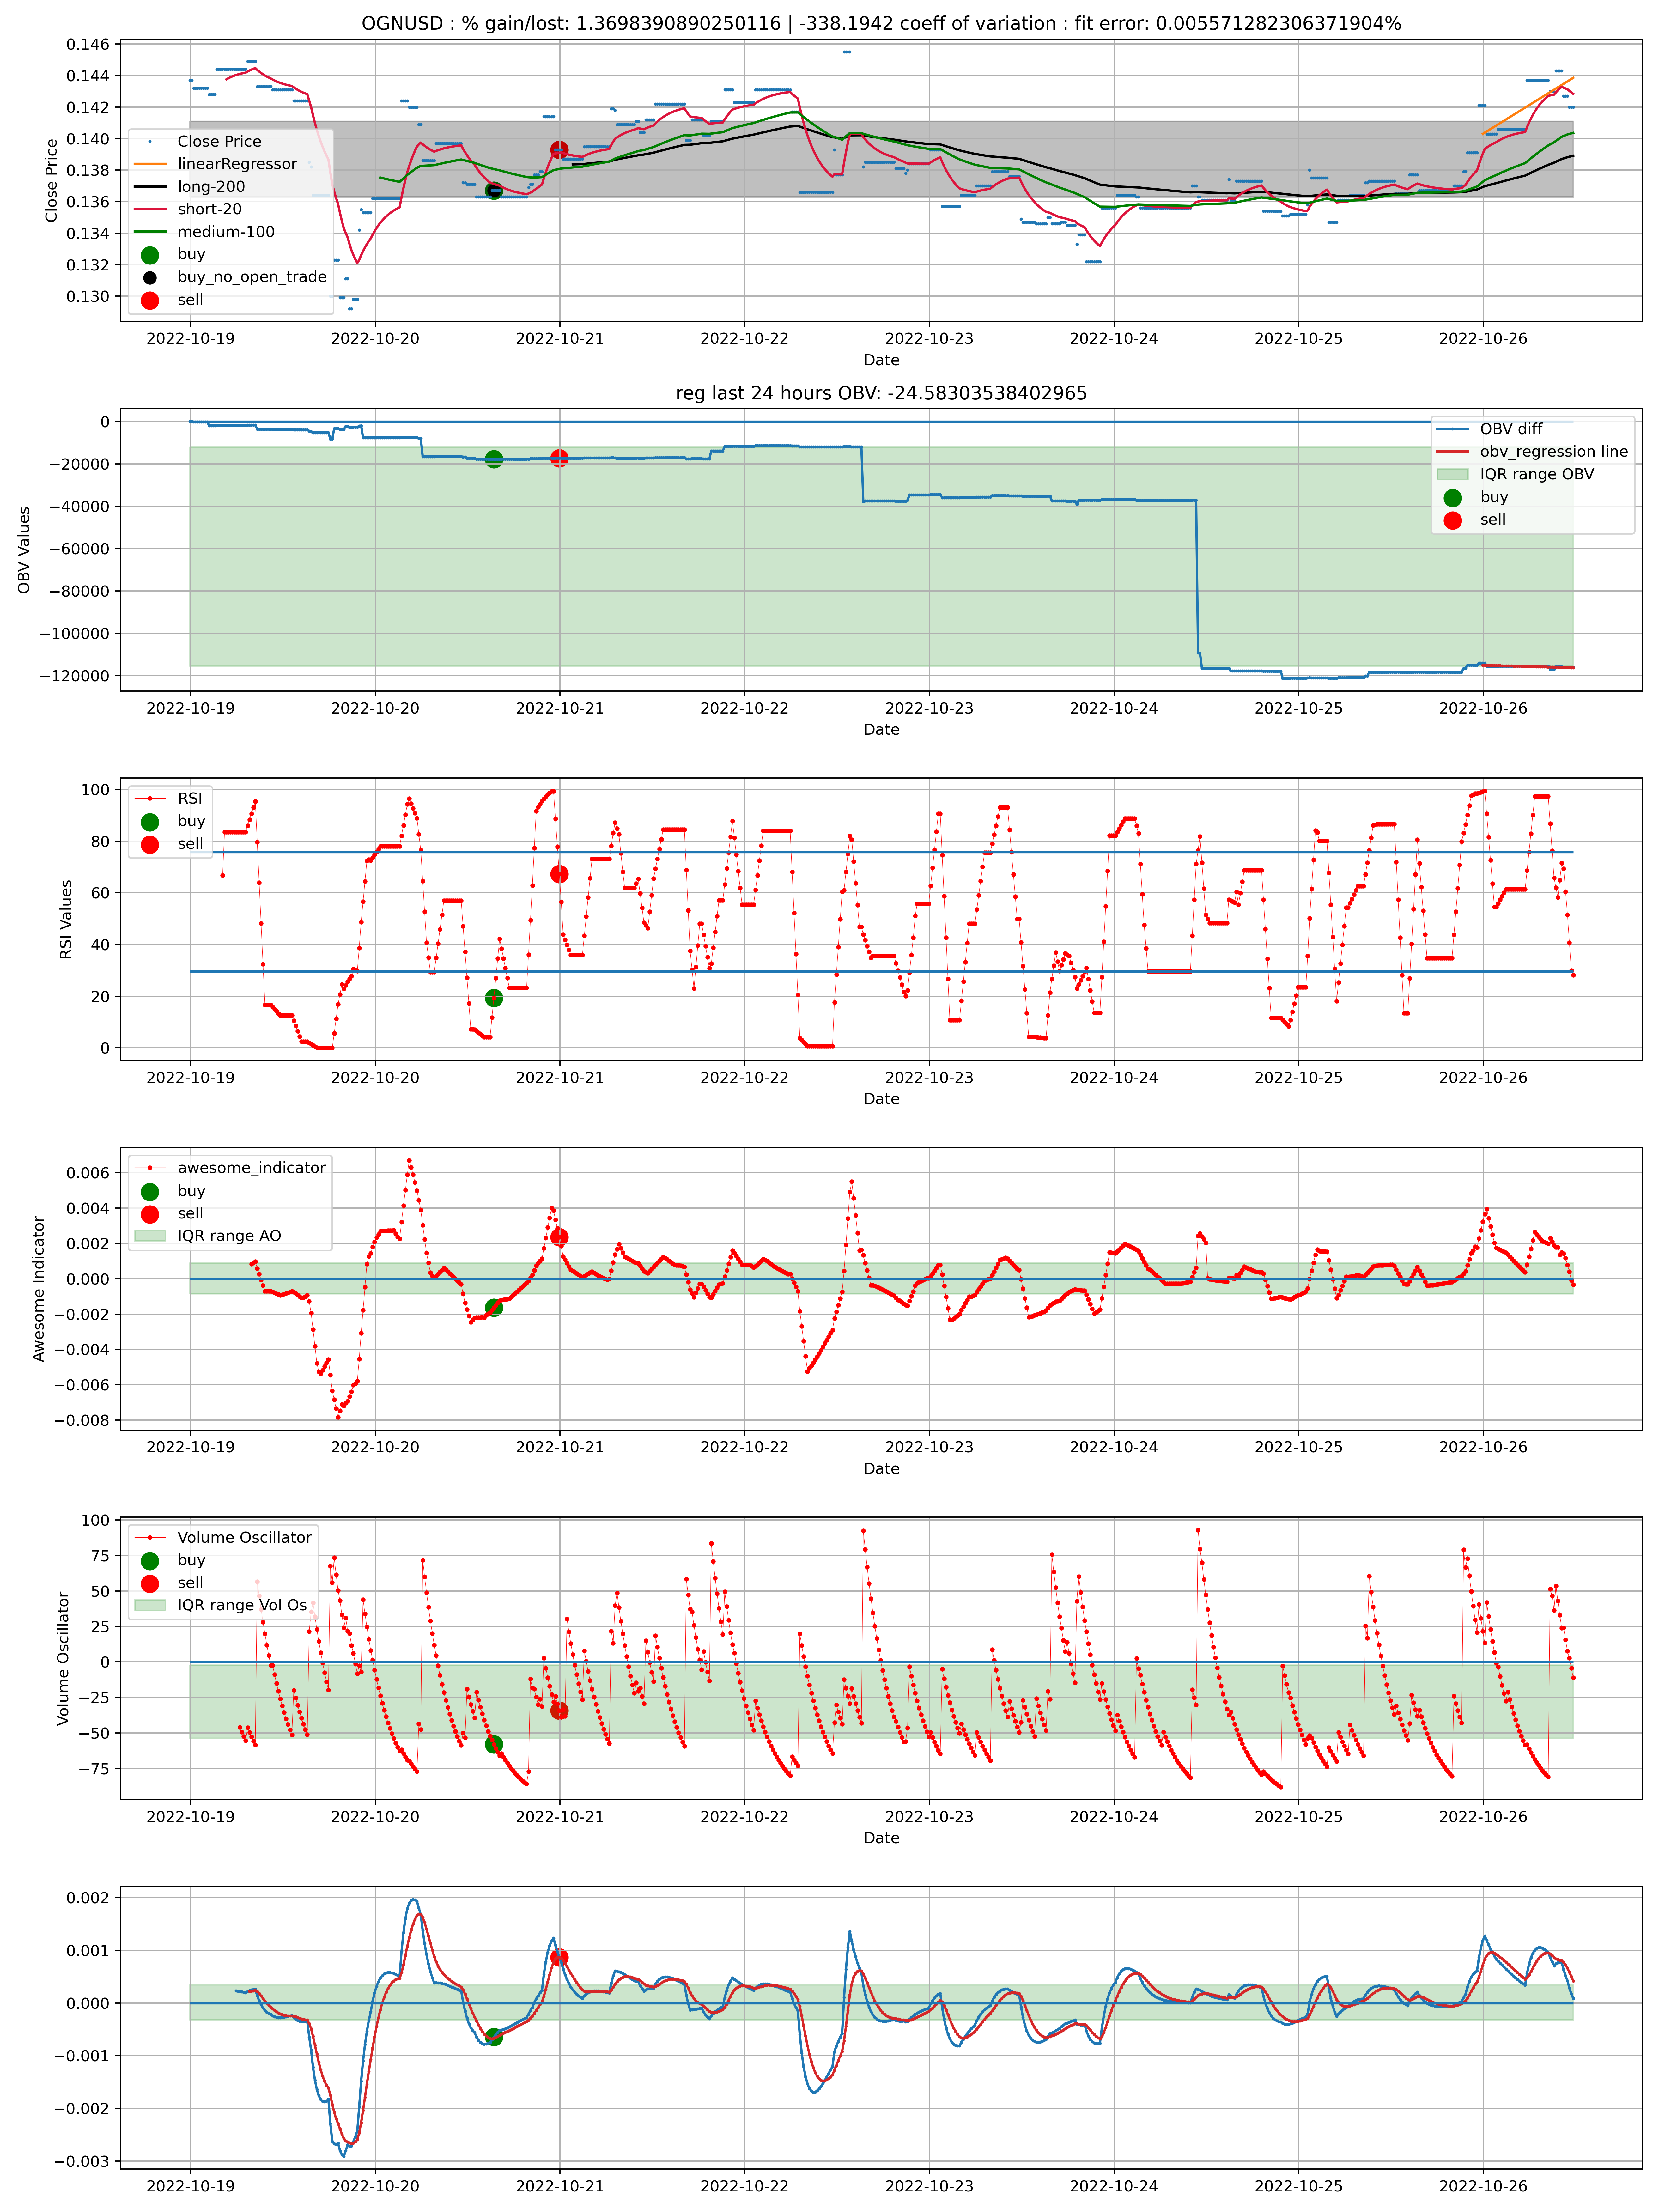 OGNUSD : % gain/lost: 1.3698390890250116 | -338.1942 coeff of variation : fit error: 0.005571282306371904%
0.146
0.144
0.142
0.140
0.138
0.136
0.134
0.132
0.130
Close Price
Close Price
linearRegressor
long-200
short-20
medium-100
buy
buy_no_open_trade
sell
2022-10-19 2022-10-20 2022-10-21 2022-10-22 2022-10-23 2022-10-24 2022-10-25 2022-10-26
Date
reg last 24 hours OBV: -24.58303538402965
0
−20000
−40000
−60000
−80000
−100000
−120000
OBV Values
OBV diff
obv_regression line
IQR range OBV
buy
sell
2022-10-19 2022-10-20 2022-10-21 2022-10-22 2022-10-23 2022-10-24 2022-10-25 2022-10-26
Date
100
80
60
40
20
0
RSI Values
RSI
buy
sell
2022-10-19 2022-10-20 2022-10-21 2022-10-22 2022-10-23 2022-10-24 2022-10-25 2022-10-26
Date
0.006
0.004
0.002
0.000
−0.002
−0.004
−0.006
−0.008
Awesome Indicator
awesome_indicator
buy
sell
IQR range AO
2022-10-19 2022-10-20 2022-10-21 2022-10-22 2022-10-23 2022-10-24 2022-10-25 2022-10-26
Date
100
75
50
25
0
−25
−50
−75
Volume Oscillator
Volume Oscillator
buy
sell
IQR range Vol Os
2022-10-19 2022-10-20 2022-10-21 2022-10-22 2022-10-23 2022-10-24 2022-10-25 2022-10-26
Date
0.002
0.001
0.000
−0.001
−0.002
−0.003
2022-10-19 2022-10-20 2022-10-21 2022-10-22 2022-10-23 2022-10-24 2022-10-25 2022-10-26